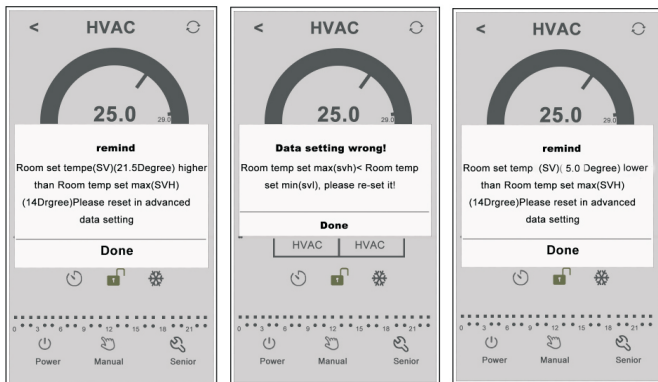 < HVAC
25.0
29.0
remind
Room set tempe(SV)(21.5Degree) higher
than Room temp set max(SVH)
(14Drgree)Please reset in advanced
data setting
Done
0 3 6 9 12 15 18 21
Power Manual Senior
< HVAC
25.0
29.0
Data setting wrong!
Room temp set max(svh)< Room temp
set min(svl), please re-set it!
Done
HVAC HVAC
0 3 6 9 12 15 18 21
Power Manual Senior
< HVAC
25.0
29.0
remind
Room set temp (SV)( 5.0 Degree) lower
than Room temp set max(SVH)
(14Drgree)Please reset in advanced
data setting
Done
0 3 6 9 12 15 18 21
Power Manual Senior